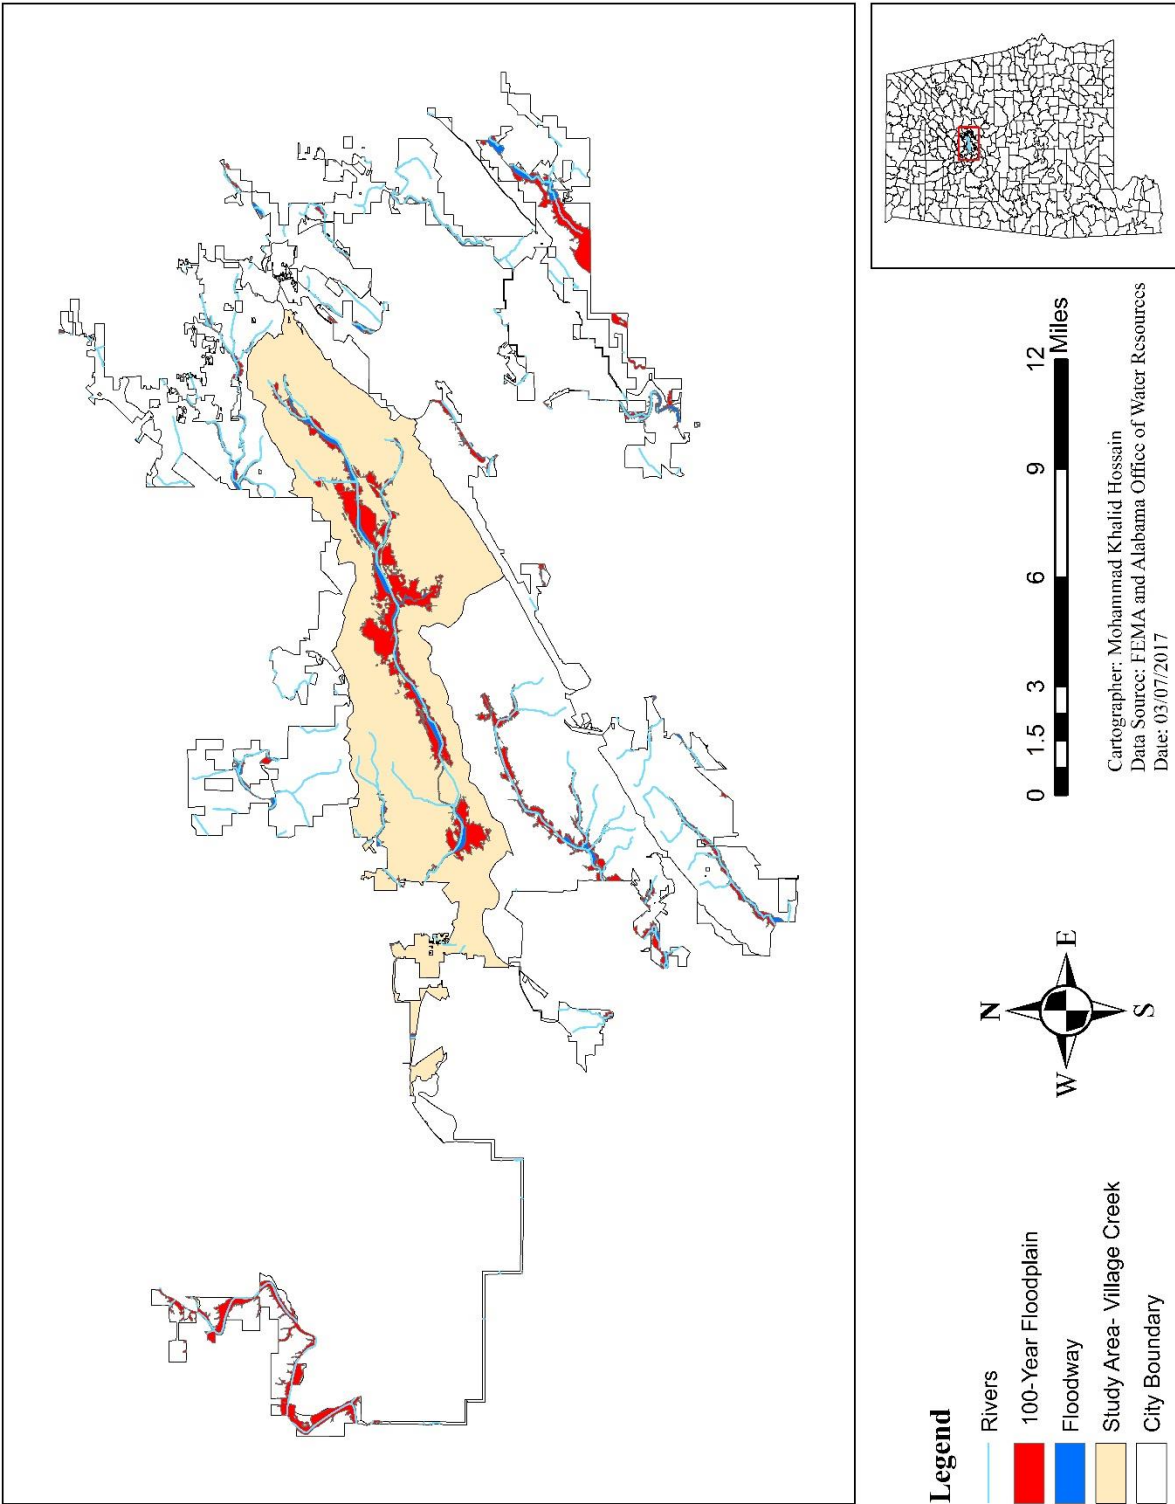 Legend
Rivers
100-Year Floodplain
Floodway
Study Area- Village Creek
City Boundary
N
W
E
S
0 1.5 3 6 9 12
Miles
Cartographer: Mohammad Khalid Hossain
Data Source: FEMA and Alabama Office of Water Resources
Date: 03/07/2017